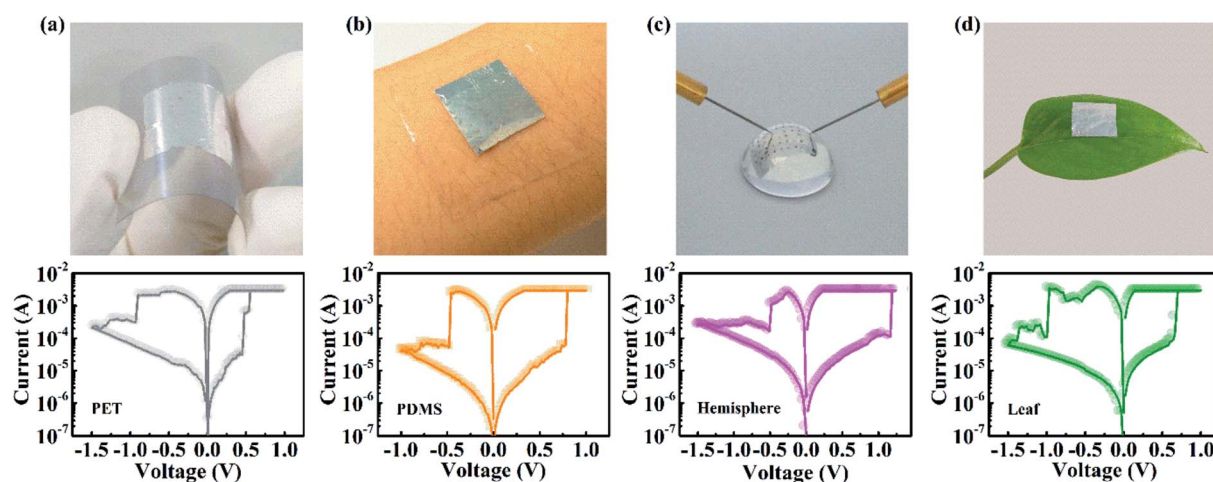 (a) (b) (c) (d)
10-2 10-2 10-2 10-2
10-3 10-3 10-3 10-3
10-4 10-4 10-4 10-4
10-5 10-5 10-5 10-5
10-6 10-6 10-6 10-6
10-7 10-7 10-7 10-7
Current (A) Current (A) Current (A) Current (A)
PET PDMS Hemisphere Leaf
-1.5 -1.0 -0.5 0.0 0.5 1.0 -1.0 -0.5 0.0 0.5 1.0 -1.5 -1.0 -0.5 0.0 0.5 1.0 -1.5 -1.0 -0.5 0.0 0.5 1.0
Voltage (V) Voltage (V) Voltage (V) Voltage (V)